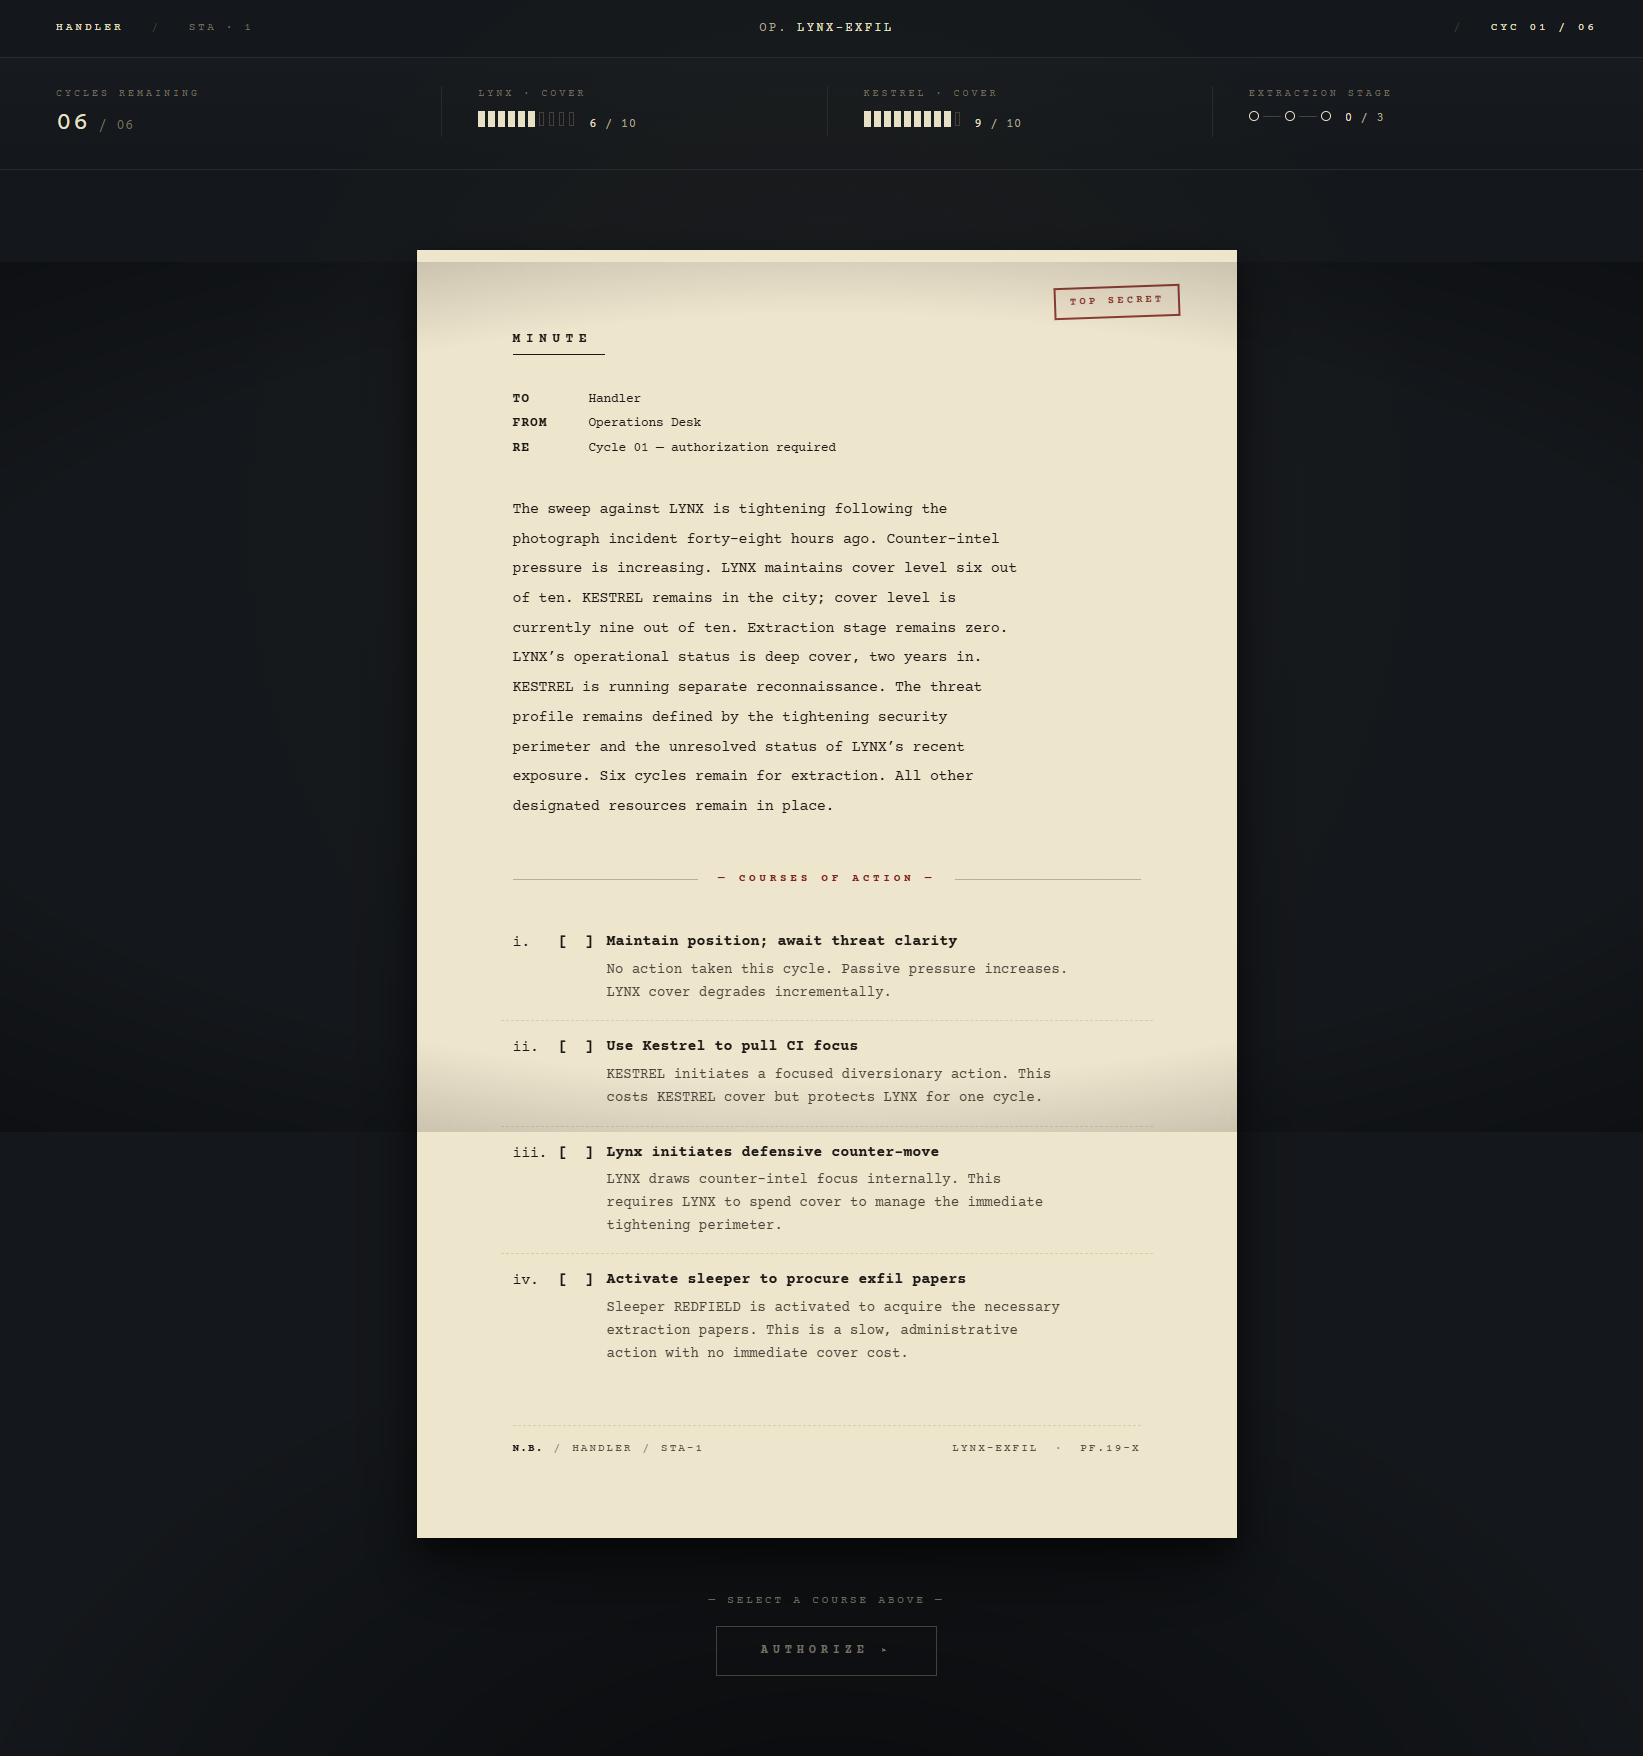 HANDLER / STA · 1 OP. LYNX-EXFIL / CYC 01 / 06
CYCLES REMAINING LYNX · COVER KESTREL · COVER EXTRACTION STAGE
06 / 06 6 / 10 9 / 10 0 / 3
TOP SECRET
MINUTE
TO Handler
FROM Operations Desk
RE Cycle 01 — authorization required
The sweep against LYNX is tightening following the
photograph incident forty-eight hours ago. Counter-intel
pressure is increasing. LYNX maintains cover level six out
of ten. KESTREL remains in the city; cover level is
currently nine out of ten. Extraction stage remains zero.
LYNX’s operational status is deep cover, two years in.
KESTREL is running separate reconnaissance. The threat
profile remains defined by the tightening security
perimeter and the unresolved status of LYNX’s recent
exposure. Six cycles remain for extraction. All other
designated resources remain in place.
— COURSES OF ACTION —
i. [ ] Maintain position; await threat clarity
No action taken this cycle. Passive pressure increases.
LYNX cover degrades incrementally.
ii. [ ] Use Kestrel to pull CI focus
KESTREL initiates a focused diversionary action. This
costs KESTREL cover but protects LYNX for one cycle.
iii. [ ] Lynx initiates defensive counter-move
LYNX draws counter-intel focus internally. This
requires LYNX to spend cover to manage the immediate
tightening perimeter.
iv. [ ] Activate sleeper to procure exfil papers
Sleeper REDFIELD is activated to acquire the necessary
extraction papers. This is a slow, administrative
action with no immediate cover cost.
N.B. / HANDLER / STA-1 LYNX-EXFIL · PF.19-X
— SELECT A COURSE ABOVE —
AUTHORIZE ▸